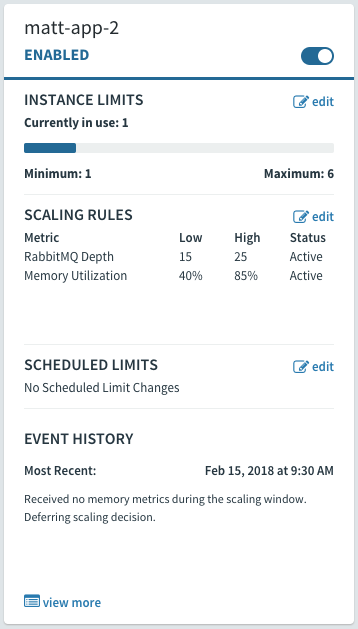 matt-app-2
ENABLED
INSTANCE LIMITS edit
Currently in use: 1
Minimum: 1 Maximum: 6
SCALING RULES edit
Metric Low High Status
RabbitMQ Depth 15 25 Active
Memory Utilization 40% 85% Active
SCHEDULED LIMITS edit
No Scheduled Limit Changes
EVENT HISTORY
Most Recent: Feb 15, 2018 at 9:30 AM
Received no memory metrics during the scaling window.
Deferring scaling decision.
view more